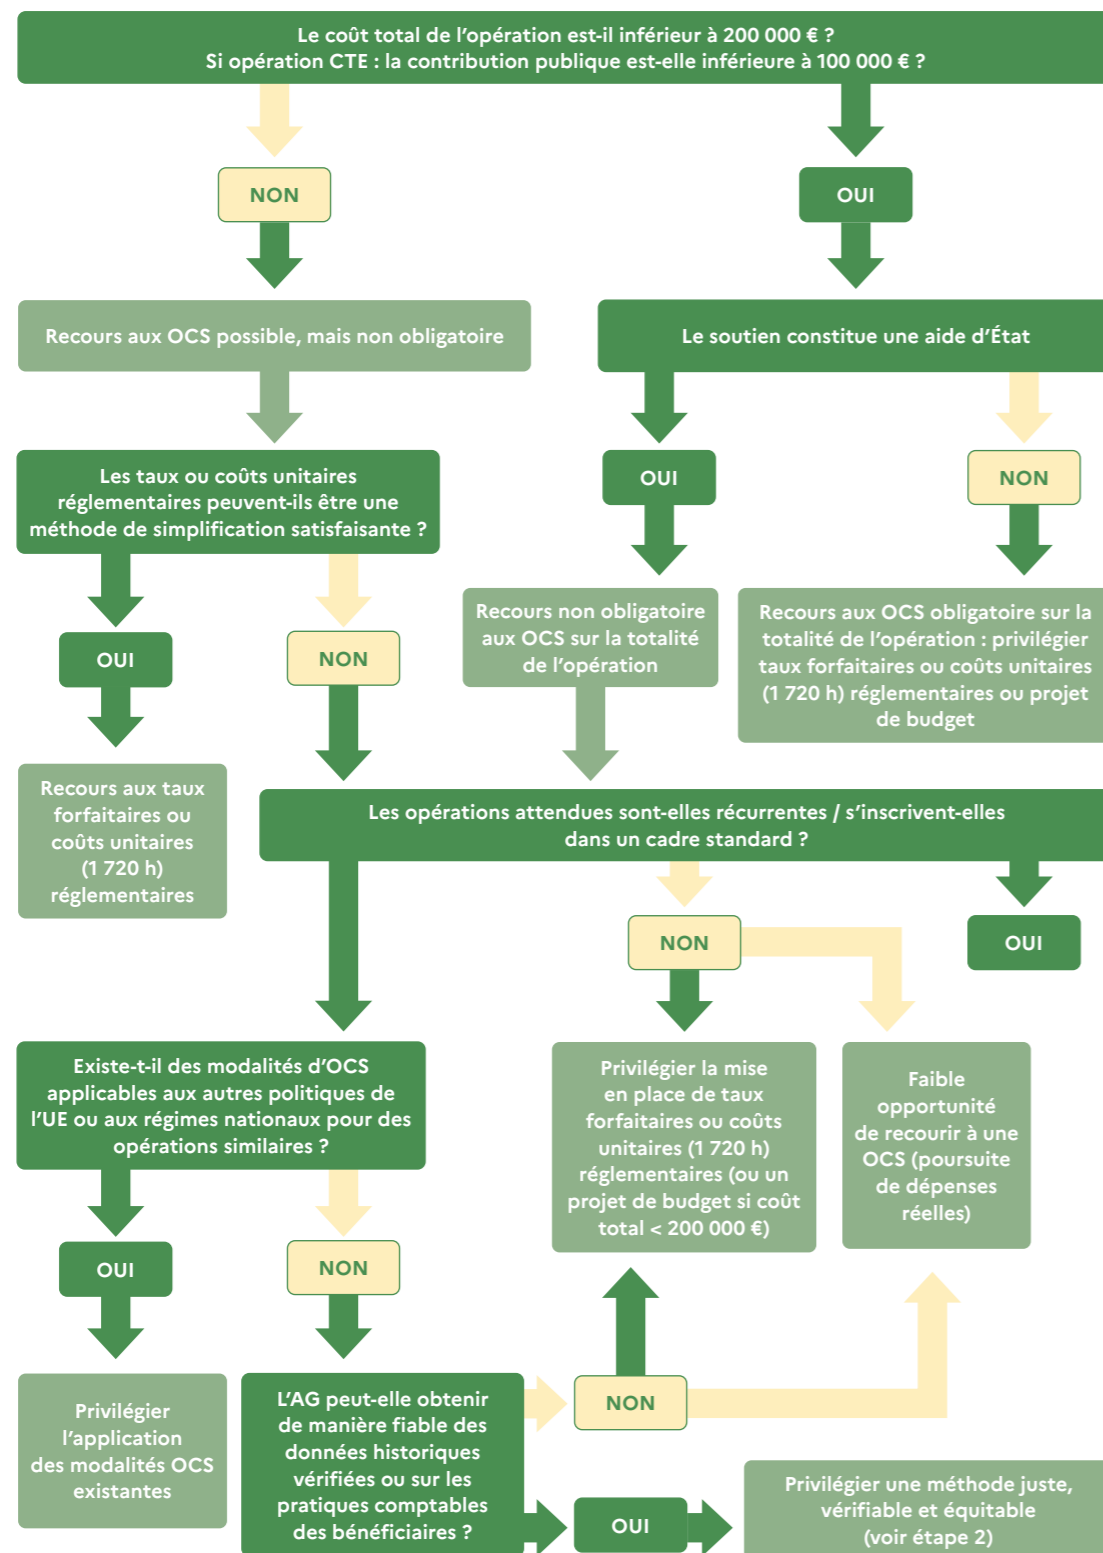 Le coût total de l'opération est-il inférieur à 200 000 € ?
Si opération CTE : la contribution publique est-elle inférieure à 100 000 € ?
NON
OUI
Recours aux OCS possible, mais non obligatoire
Le soutien constitue une aide d'État
Les taux ou coûts unitaires
réglementaires peuvent-ils être une
méthode de simplification satisfaisante ?
OUI
NON
OUI
NON
Recours non obligatoire
aux OCS sur la totalité
de l'opération
Recours aux OCS obligatoire sur la
totalité de l'opération : privilégier
taux forfaitaires ou coûts unitaires
(1 720 h) réglementaires ou projet
de budget
Recours aux taux
forfaitaires ou
coûts unitaires
(1 720 h)
réglementaires
Les opérations attendues sont-elles récurrentes / s'inscrivent-elles
dans un cadre standard ?
NON
OUI
Existe-t-il des modalités d'OCS
applicables aux autres politiques de
l'UE ou aux régimes nationaux pour des
opérations similaires ?
Privilégier la mise
en place de taux
forfaitaires ou coûts
unitaires (1 720 h)
réglementaires (ou un
projet de budget si coût
total < 200 000 €)
Faible
opportunité
de recourir à une
OCS (poursuite
de dépenses
réelles)
OUI
NON
Privilégier
l'application
des modalités OCS
existantes
L'AG peut-elle obtenir
de manière fiable des
données historiques
vérifiées ou sur les
pratiques comptables
des bénéficiaires ?
NON
OUI
Privilégier une méthode juste,
vérifiable et équitable
(voir étape 2)